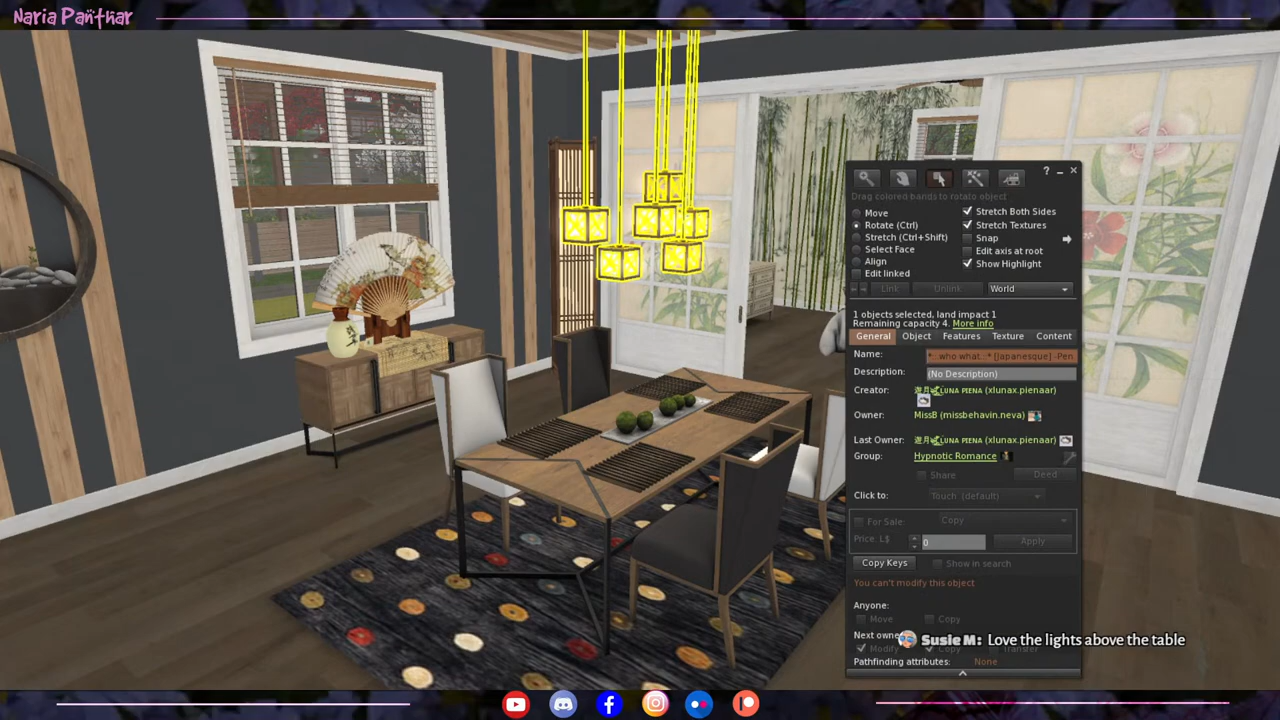 Naria Panthar
? _ ×
Drag colored bands to rotate object
Move
Rotate (Ctrl)
Stretch (Ctrl+Shift)
Select Face
Align
Edit linked
Stretch Both Sides
Stretch Textures
Snap
Edit axis at root
Show Highlight
Link
Unlink
World
1 objects selected, land impact 1
Remaining capacity 4. More info
General Object Features Texture Content
Name: *:..who what..:* [Japanesque] -Pen
Description: (No Description)
Creator: LUNA PIENA (xlunax.pienaar)
Owner: MissB (missbehavin.neva)
Last Owner: LUNA PIENA (xlunax.pienaar)
Group: Hypnotic Romance
Share Deed
Click to: Touch (default)
For Sale: Copy
Price: L$ 0 Apply
Copy Keys Show in search
You can't modify this object
Anyone:
Move Copy
Susie M: Love the lights above the table
Pathfinding attributes: None